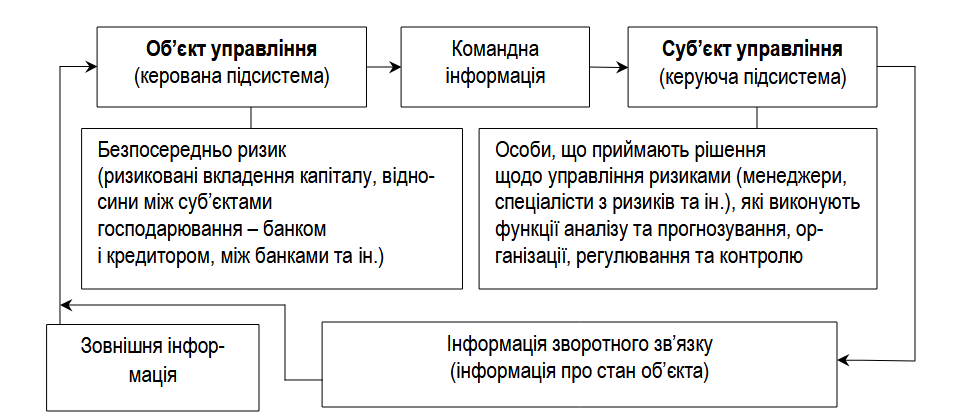 Об’єкт управління
(керована підсистема)
Командна
інформація
Суб’єкт управління
(керуюча підсистема)
Безпосередньо ризик
(ризиковані вкладення капіталу, відно-
сини між суб’єктами
господарювання – банком
і кредитором, між банками та ін.)
Особи, що приймають рішення
щодо управління ризиками (менеджери,
спеціалісти з ризиків та ін.), які виконують
функції аналізу та прогнозування, ор-
ганізації, регулювання та контролю
Зовнішня інфор-
мація
Інформація зворотного зв’язку
(інформація про стан об’єкта)